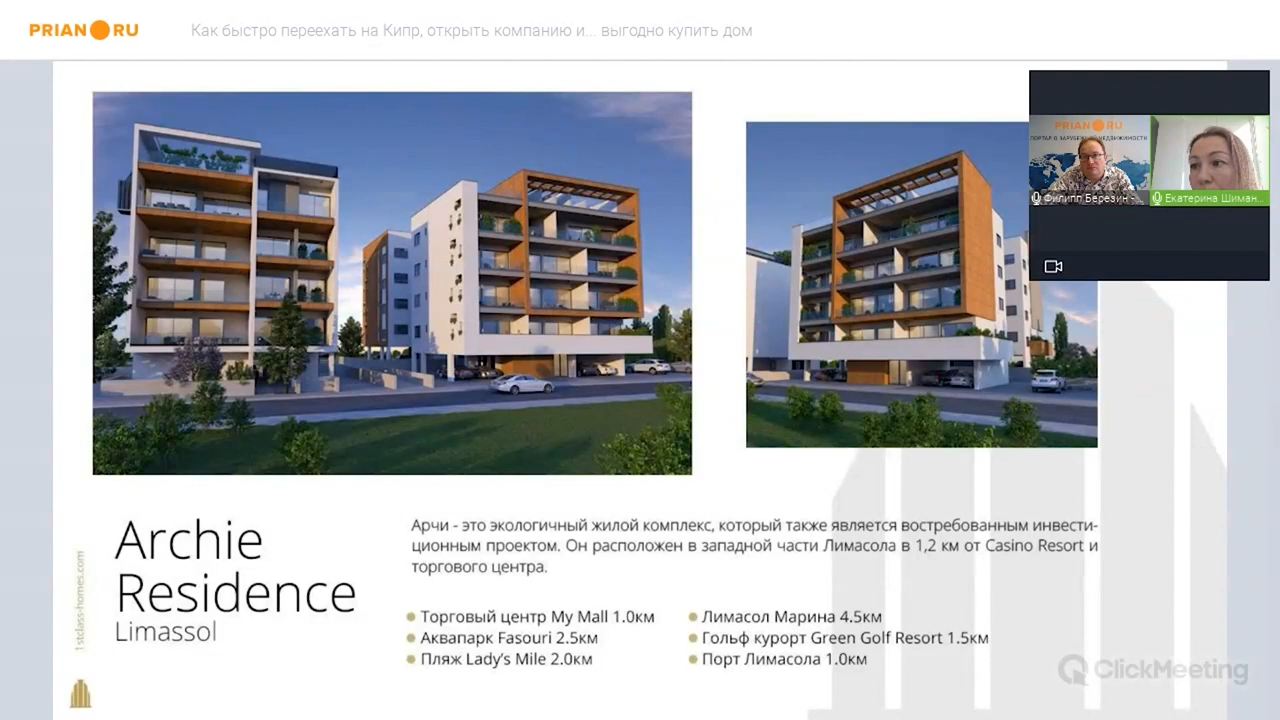 PRIAN RU
Как быстро переехать на Кипр, открыть компанию и... выгодно купить дом
PRIAN RU
ПОРТАЛ О ЗАРУБЕЖНОЙ НЕДВИЖИМОСТИ
Филипп Березин - ...
Екатерина Шиман...
Archie
Residence
Limassol
1stclass-homes.com
Арчи - это экологичный жилой комплекс, который также является востребованным инвести-
ционным проектом. Он расположен в западной части Лимасола в 1,2 км от Casino Resort и
торгового центра.
Торговый центр My Mall 1.0км
Аквапарк Fasouri 2.5км
Пляж Lady’s Mile 2.0км
Лимасол Марина 4.5км
Гольф курорт Green Golf Resort 1.5км
Порт Лимасола 1.0км
ClickMeeting